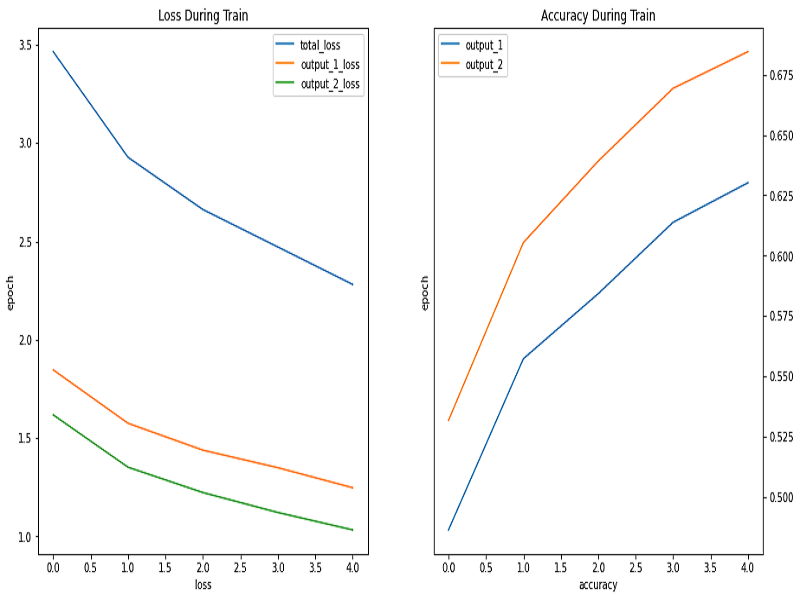 Loss During Train
total_loss
output_1_loss
output_2_loss
3.5
3.0
2.5
2.0
1.5
1.0
epoch
0.0 0.5 1.0 1.5 2.0 2.5 3.0 3.5 4.0
loss
Accuracy During Train
output_1
output_2
0.675
0.650
0.625
0.600
0.575
0.550
0.525
0.500
epoch
0.0 0.5 1.0 1.5 2.0 2.5 3.0 3.5 4.0
accuracy